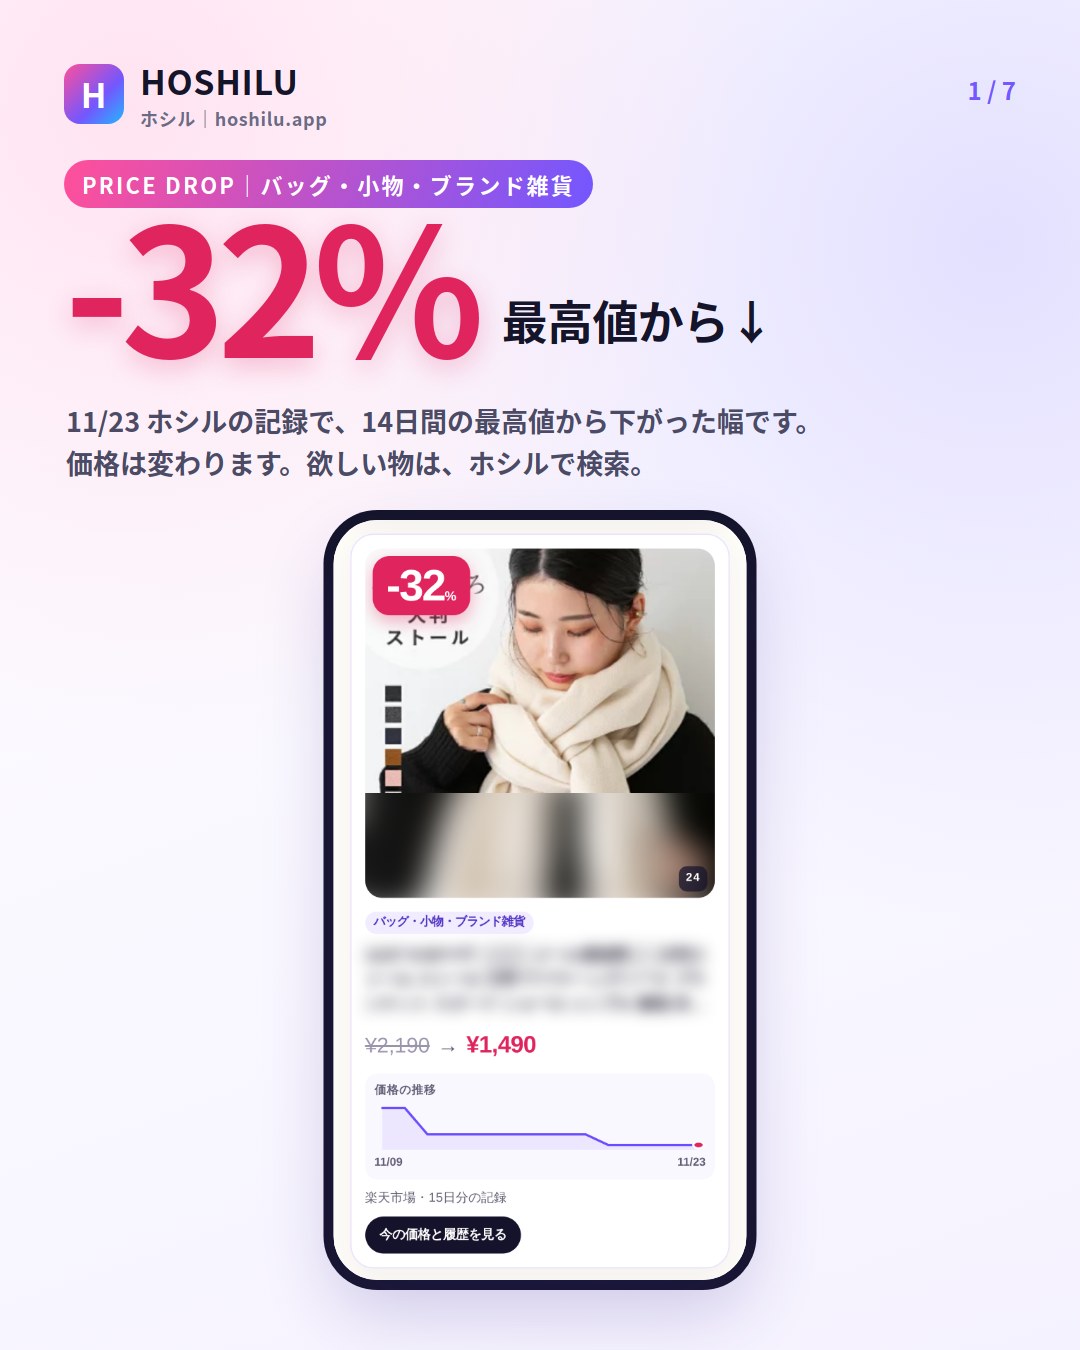 H
HOSHILU
ホシル｜hoshilu.app
1 / 7
PRICE DROP｜バッグ・小物・ブランド雑貨
-32% 最高値から↓
11/23 ホシルの記録で、14日間の最高値から下がった幅です。
価格は変わります。欲しい物は、ホシルで検索。
-32%
ろ
大判
ストール
24
バッグ・小物・ブランド雑貨
¥2,190 → ¥1,490
価格の推移
11/09 11/23
楽天市場・15日分の記録
今の価格と履歴を見る